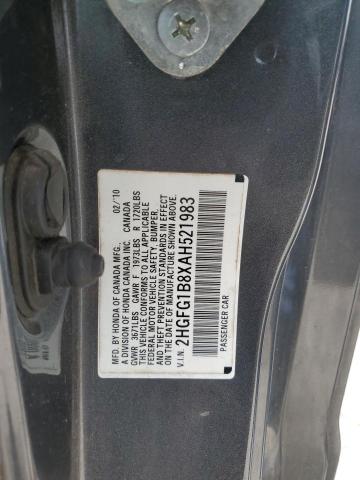 MFD. BY HONDA OF CANADA MFG. 02/'10
A DIVISION OF HONDA CANADA INC. CANADA
GVWR 3671LBS GAWR F 1973LBS R 1720LBS
THIS VEHICLE CONFORMS TO ALL APPLICABLE
FEDERAL MOTOR VEHICLE SAFETY, BUMPER,
AND THEFT PREVENTION STANDARDS IN EFFECT
ON THE DATE OF MANUFACTURE SHOWN ABOVE.
V.I.N. 2HGFG1B8XAH521983
PASSENGER CAR